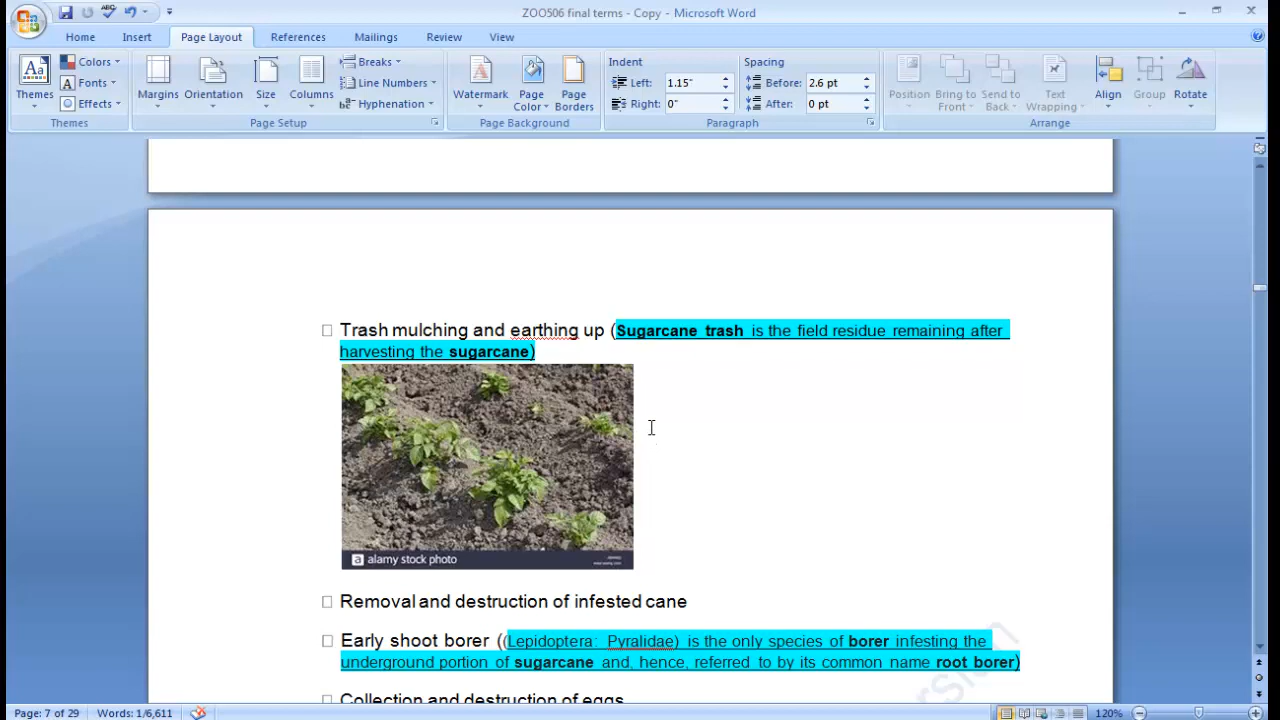 ZOO506 final terms - Copy - Microsoft Word
Home Insert Page Layout References Mailings Review View
Themes Colors Fonts Effects
Margins Orientation Size Columns Breaks Line Numbers Hyphenation
Watermark Page Color Page Borders
Indent Left: 1.15" Right: 0"
Spacing Before: 2.6 pt After: 0 pt
Position Bring to Front Send to Back Text Wrapping Align Group Rotate
Themes Page Setup Page Background Paragraph Arrange
Trash mulching and earthing up (Sugarcane trash is the field residue remaining after
harvesting the sugarcane)
a alamy stock photo
Removal and destruction of infested cane
Early shoot borer ((Lepidoptera: Pyralidae) is the only species of borer infesting the
underground portion of sugarcane and, hence, referred to by its common name root borer)
Collection and destruction of eggs
Page: 7 of 29 Words: 1/6,611 120%